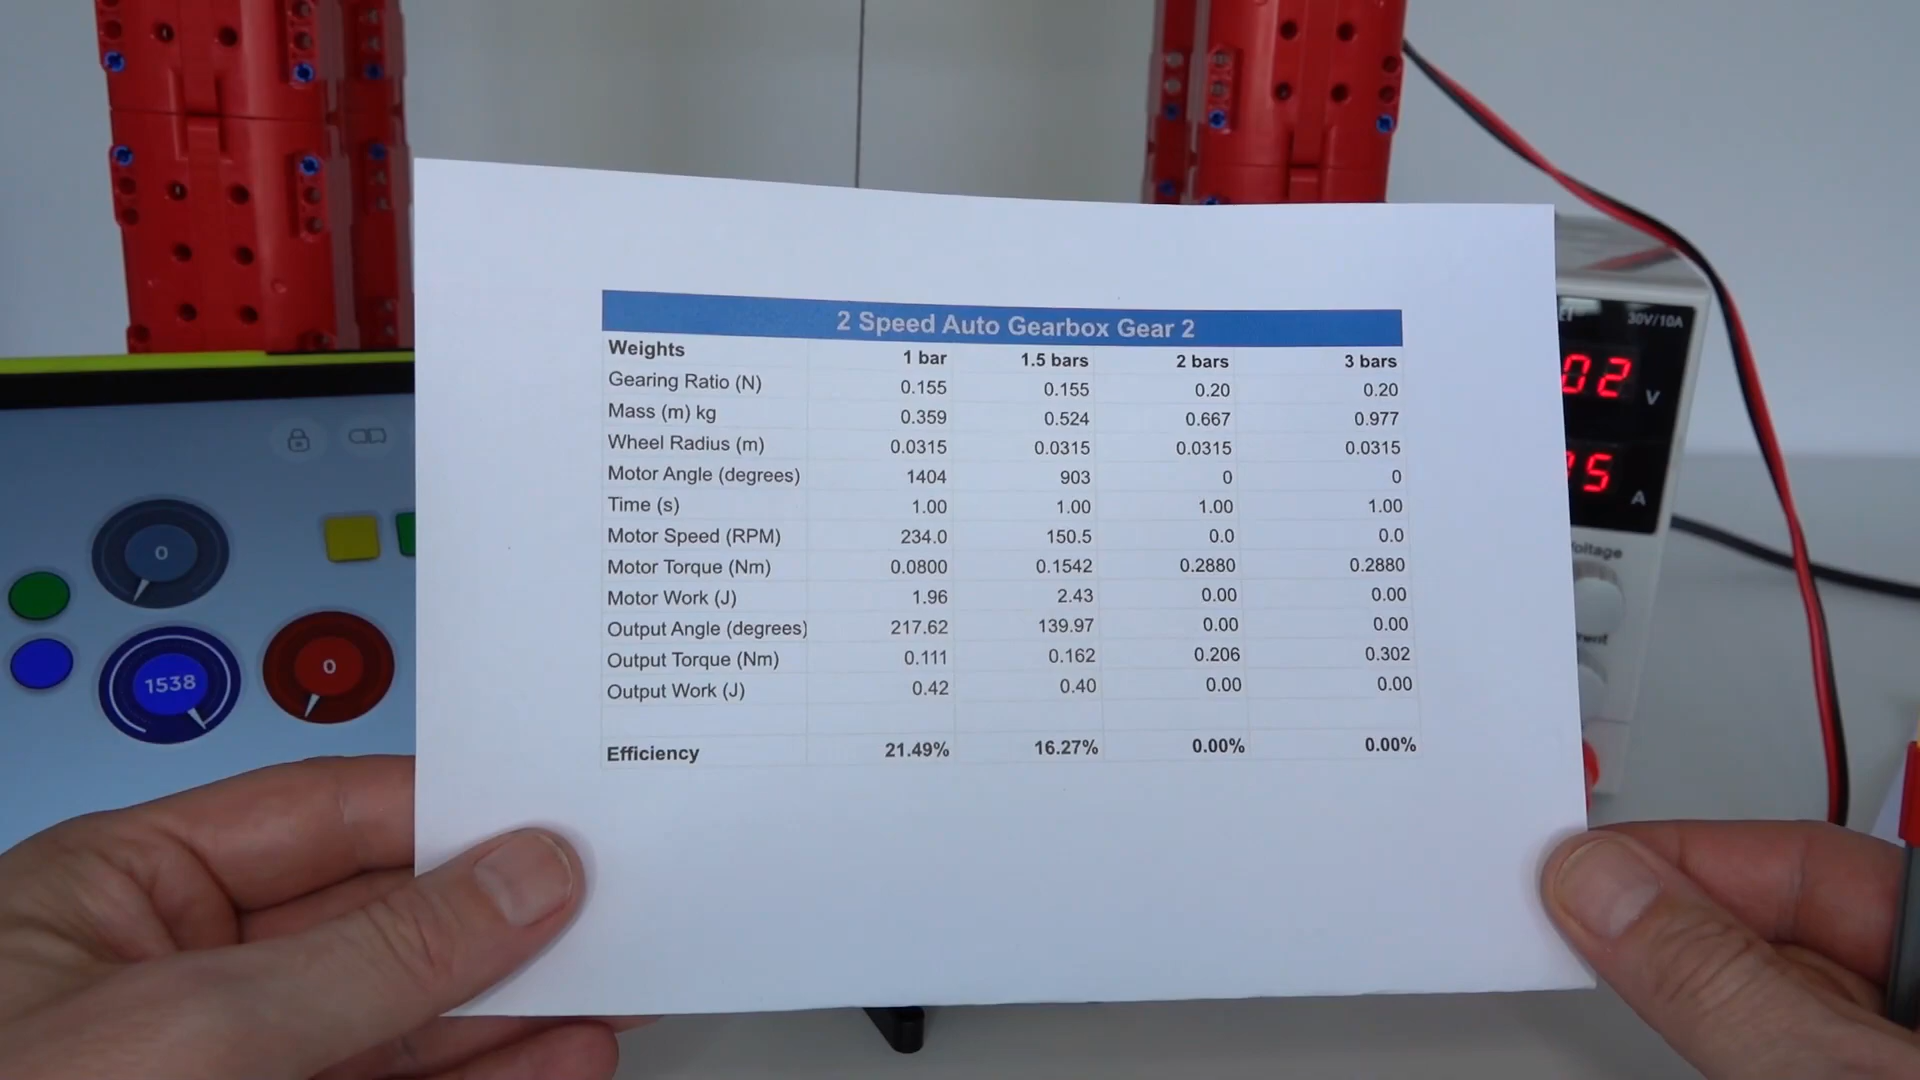 2 Speed Auto Gearbox Gear 2
Weights 1 bar 1.5 bars 2 bars 3 bars
Gearing Ratio (N) 0.155 0.155 0.20 0.20
Mass (m) kg 0.359 0.524 0.667 0.977
Wheel Radius (m) 0.0315 0.0315 0.0315 0.0315
Motor Angle (degrees) 1404 903 0 0
Time (s) 1.00 1.00 1.00 1.00
Motor Speed (RPM) 234.0 150.5 0.0 0.0
Motor Torque (Nm) 0.0800 0.1542 0.2880 0.2880
Motor Work (J) 1.96 2.43 0.00 0.00
Output Angle (degrees) 217.62 139.97 0.00 0.00
Output Torque (Nm) 0.111 0.162 0.206 0.302
Output Work (J) 0.42 0.40 0.00 0.00
Efficiency 21.49% 16.27% 0.00% 0.00%
0
1538
0
30V/10A
02 V
5 A